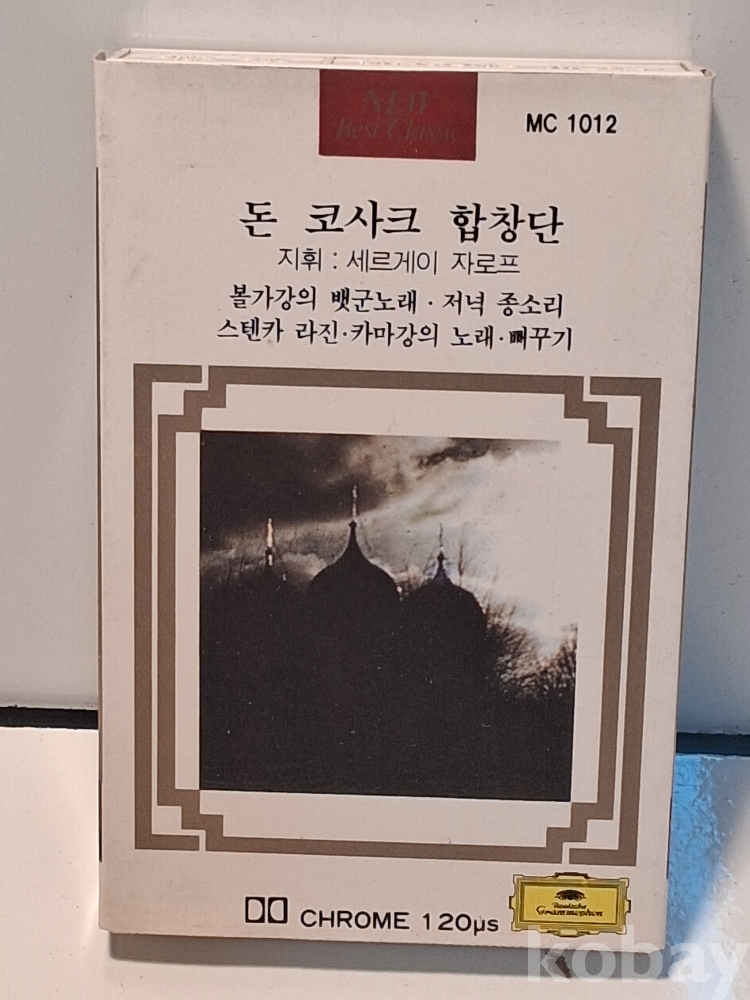 NEW
Best Classic
MC 1012
돈 코사크 합창단
지휘 : 세르게이 자로프
볼가강의 뱃군노래 · 저녁 종소리
스텐카 라진·카마강의 노래·뻐꾸기
CHROME 120µs
Deutsche
Grammophon
kobay